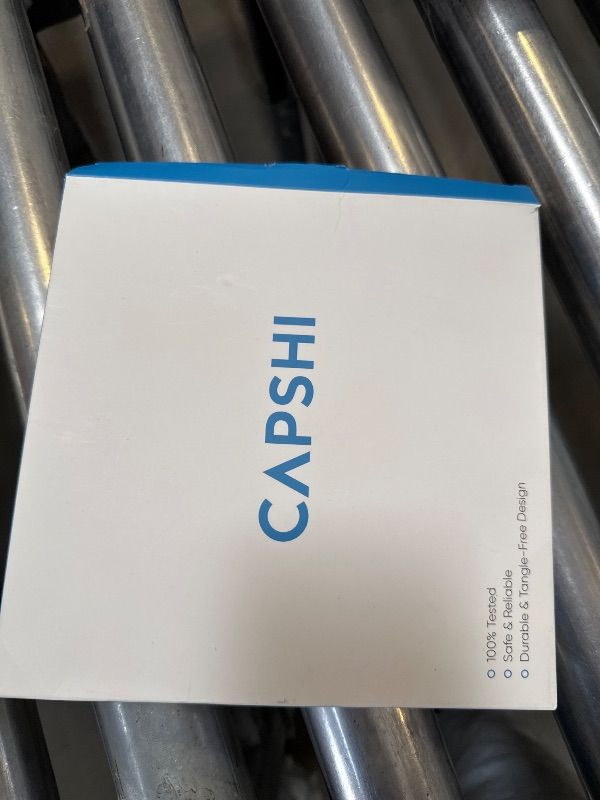 CAPSHI
100% Tested
Safe & Reliable
Durable & Tangle-Free Design